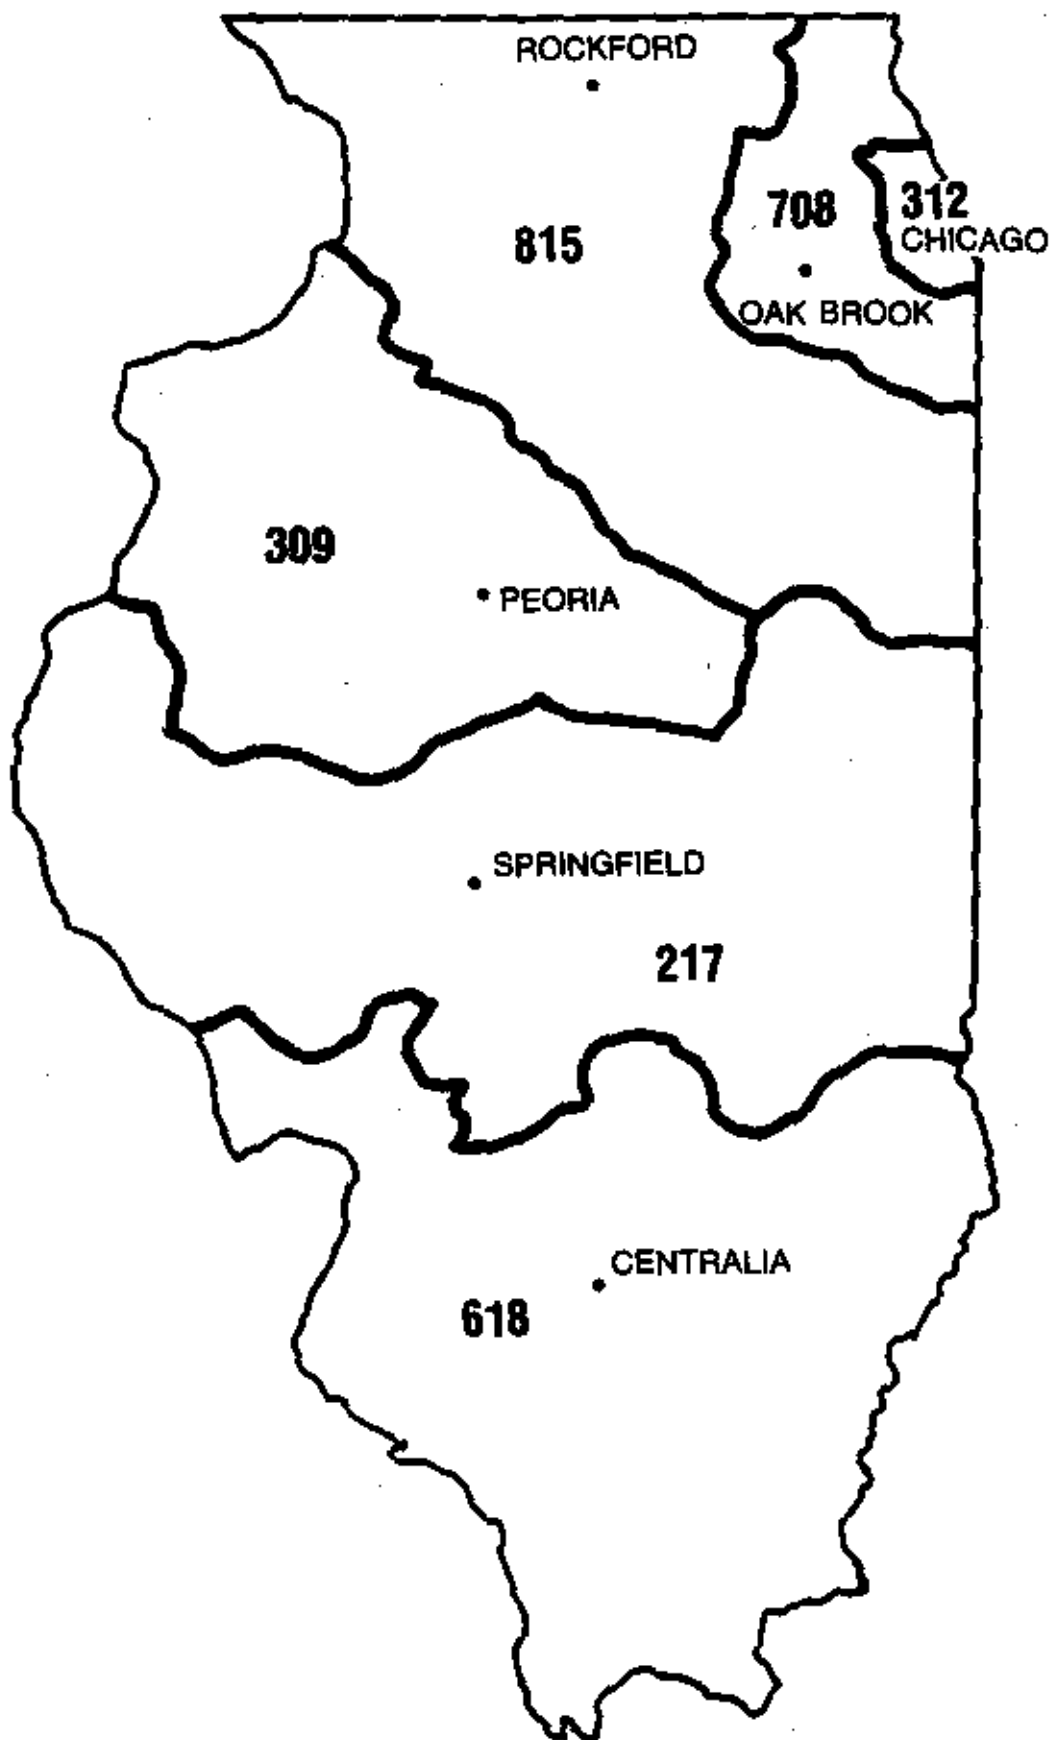 ROCKFORD
708
312
815
CHICAGO
OAK BROOK
309
PEORIA
SPRINGFIELD
217
CENTRALIA
618